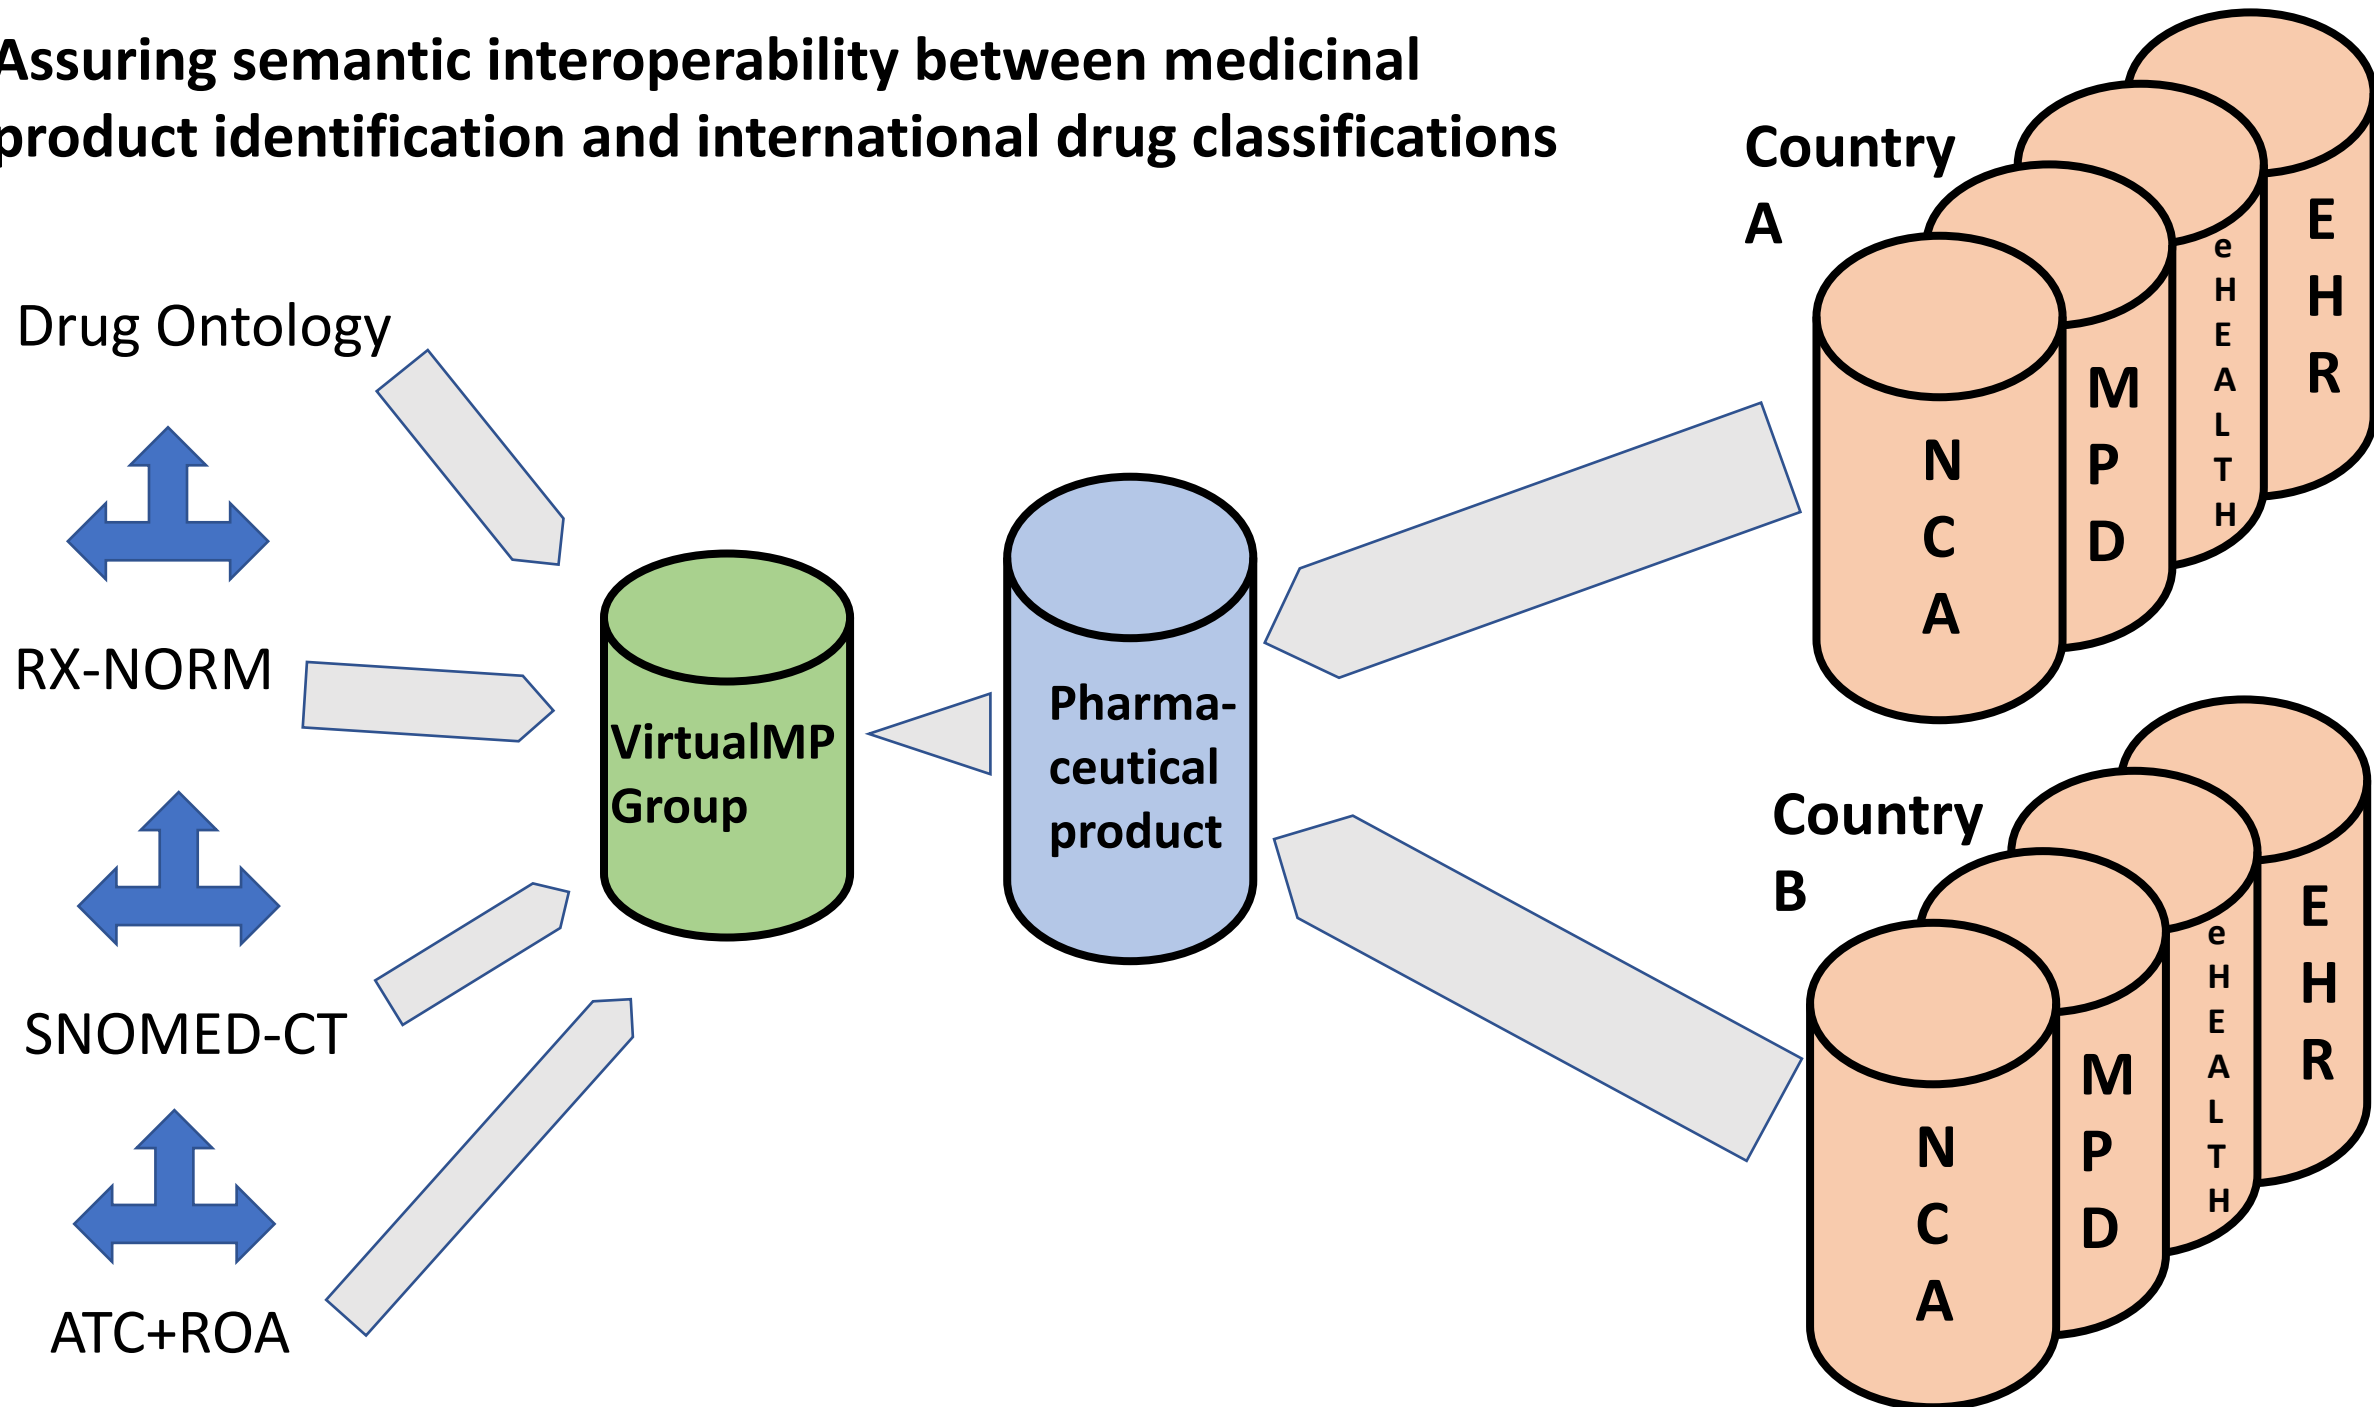 Assuring semantic interoperability between medicinal
product identification and international drug classifications
Country
A
E
H
R
e
H
E
A
L
T
H
M
P
D
N
C
A
Drug Ontology
RX-NORM
SNOMED-CT
ATC+ROA
VirtualMP
Group
Pharma-
ceutical
product
Country
B
E
H
R
e
H
E
A
L
T
H
M
P
D
N
C
A